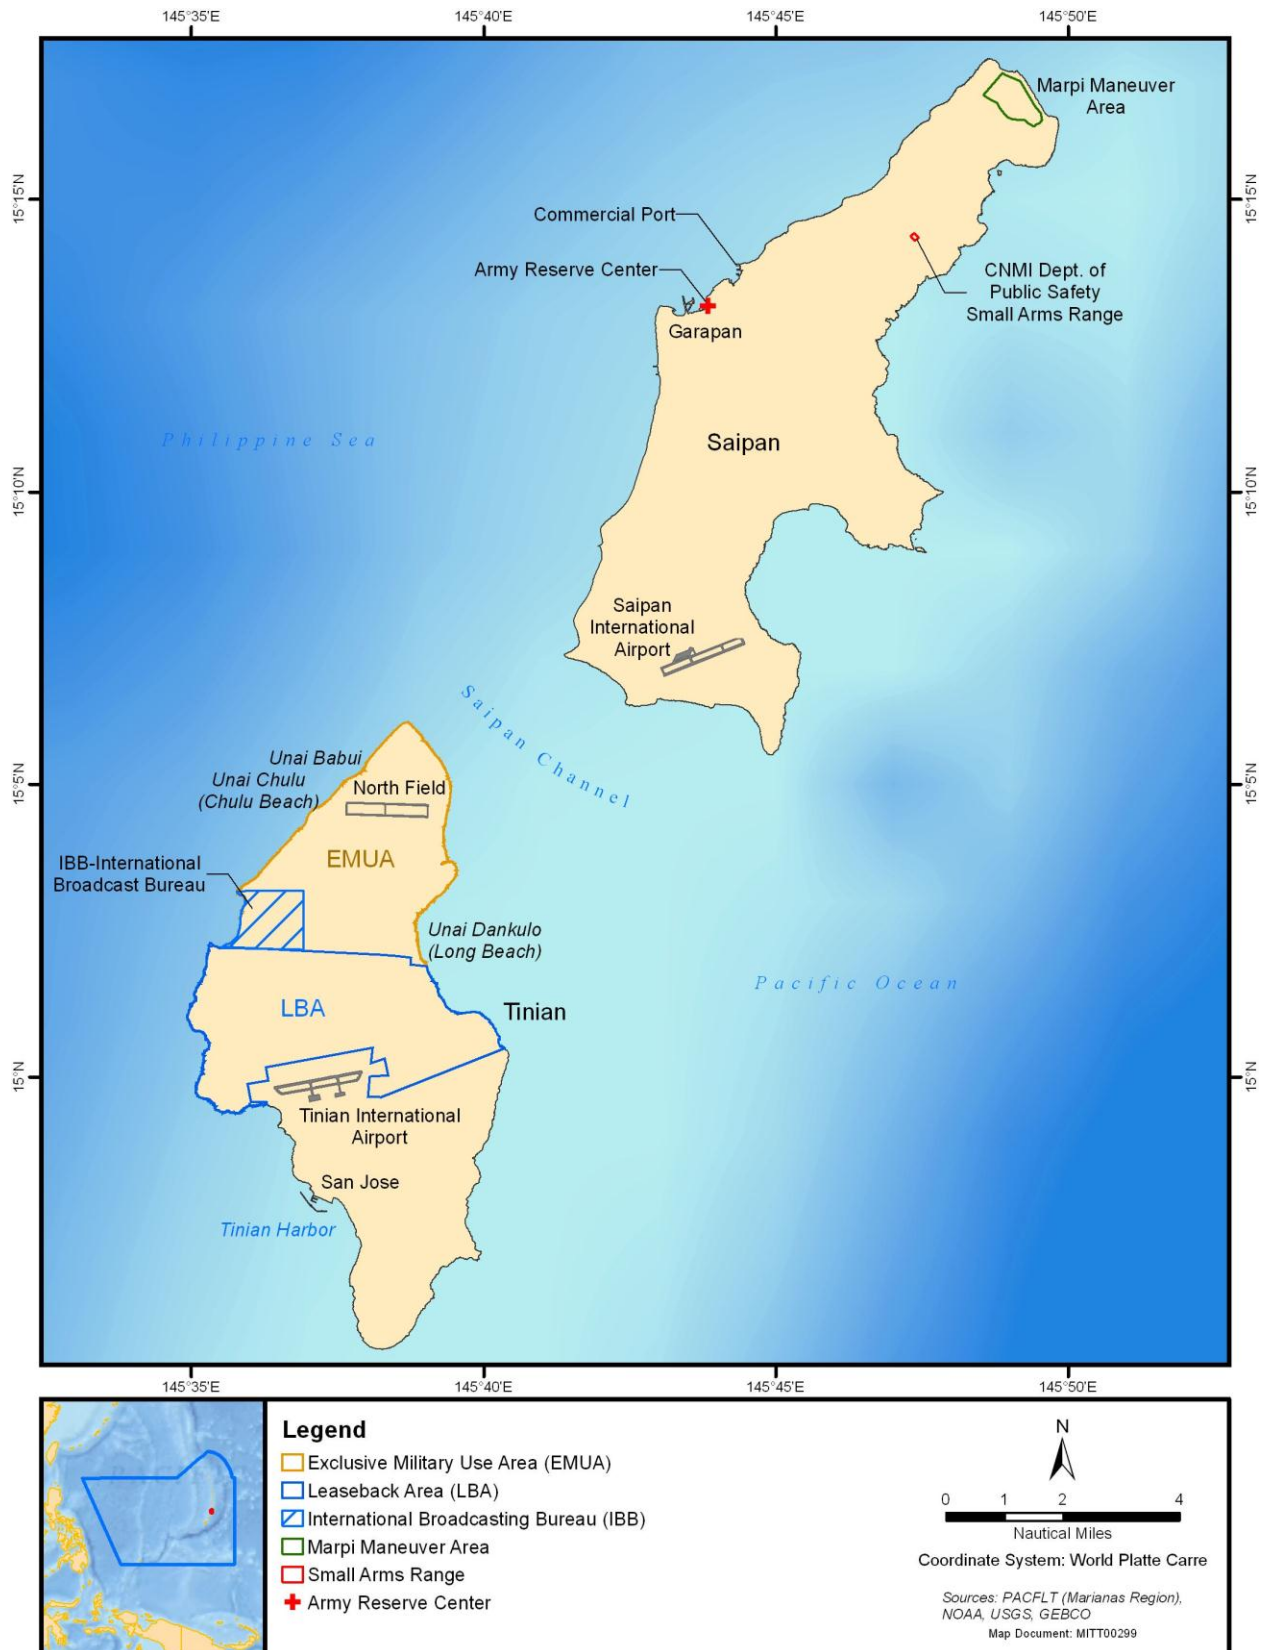 145°35'E
145°40'E
145°45'E
145°50'E
Marpi Maneuver
Area
15°15'N
15°15'N
Commercial Port
Army Reserve Center
CNMI Dept. of
Public Safety
Small Arms Range
Garapan
Philippine Sea
Saipan
15°10'N
15°10'N
Saipan
International
Airport
Saipan Channel
Unai Babui
Unai Chulu
(Chulu Beach)
North Field
15°5'N
15°5'N
EMUA
IBB-International
Broadcast Bureau
Unai Dankulo
(Long Beach)
Pacific Ocean
LBA
Tinian
15°N
15°N
Tinian International
Airport
San Jose
Tinian Harbor
145°35'E
145°40'E
145°45'E
145°50'E
Legend
Exclusive Military Use Area (EMUA)
Leaseback Area (LBA)
International Broadcasting Bureau (IBB)
Marpi Maneuver Area
Small Arms Range
Army Reserve Center
N
0 1 2 4
Nautical Miles
Coordinate System: World Platte Carre
Sources: PACFLT (Marianas Region),
NOAA, USGS, GEBCO
Map Document: MITT00299